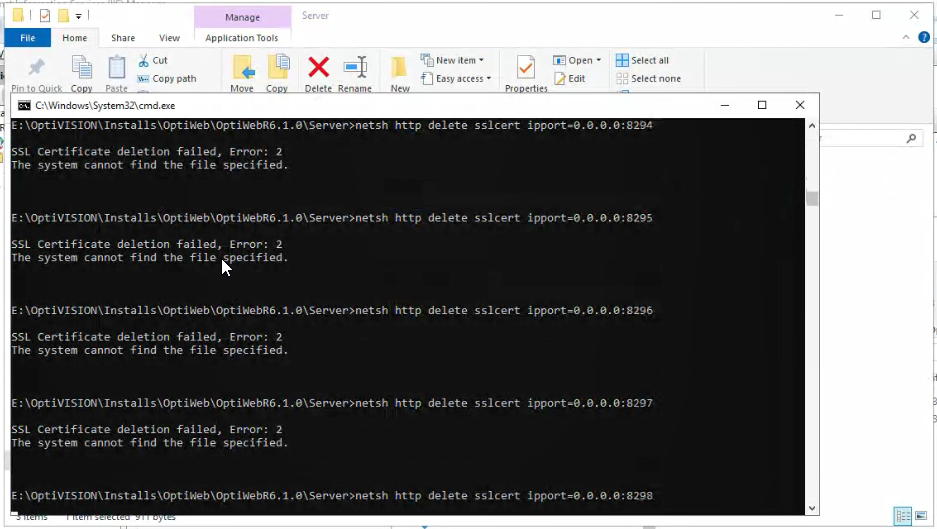 Manage
Server
File
Home
Share
View
Application Tools
Pin to Quick
Copy
Paste
Cut
Copy path
Move
Copy
Delete
Rename
New
New item
Easy access
Properties
Open
Edit
Select all
Select none
C:\Windows\System32\cmd.exe
E:\OptiVISION\Installs\OptiWeb\OptiWebR6.1.0\Server>netsh http delete sslcert ipport=0.0.0.0:8294
SSL Certificate deletion failed, Error: 2
The system cannot find the file specified.
E:\OptiVISION\Installs\OptiWeb\OptiWebR6.1.0\Server>netsh http delete sslcert ipport=0.0.0.0:8295
SSL Certificate deletion failed, Error: 2
The system cannot find the file specified.
E:\OptiVISION\Installs\OptiWeb\OptiWebR6.1.0\Server>netsh http delete sslcert ipport=0.0.0.0:8296
SSL Certificate deletion failed, Error: 2
The system cannot find the file specified.
E:\OptiVISION\Installs\OptiWeb\OptiWebR6.1.0\Server>netsh http delete sslcert ipport=0.0.0.0:8297
SSL Certificate deletion failed, Error: 2
The system cannot find the file specified.
E:\OptiVISION\Installs\OptiWeb\OptiWebR6.1.0\Server>netsh http delete sslcert ipport=0.0.0.0:8298
3 items
1 item selected 911 bytes